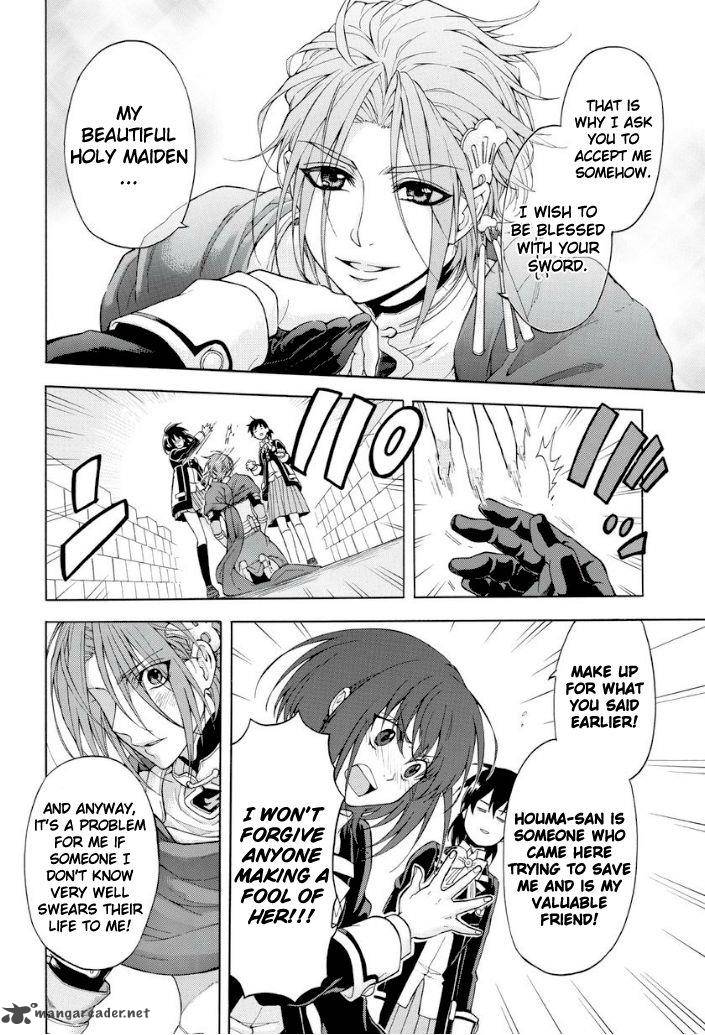 THAT IS
WHY I ASK
YOU TO
ACCEPT ME
SOMEHOW.
I WISH TO
BE BLESSED
WITH YOUR
SWORD.
MY
BEAUTIFUL
HOLY MAIDEN
...
MAKE UP
FOR WHAT
YOU SAID
EARLIER!
HOUMA-SAN IS
SOMEONE WHO
CAME HERE
TRYING TO SAVE
ME AND IS MY
VALUABLE
FRIEND!
I WON'T
FORGIVE
ANYONE
MAKING A
FOOL OF
HER!!!
AND ANYWAY,
IT'S A PROBLEM
FOR ME IF
SOMEONE I
DON'T KNOW
VERY WELL
SWEARS THEIR
LIFE TO ME!
mangareader.net